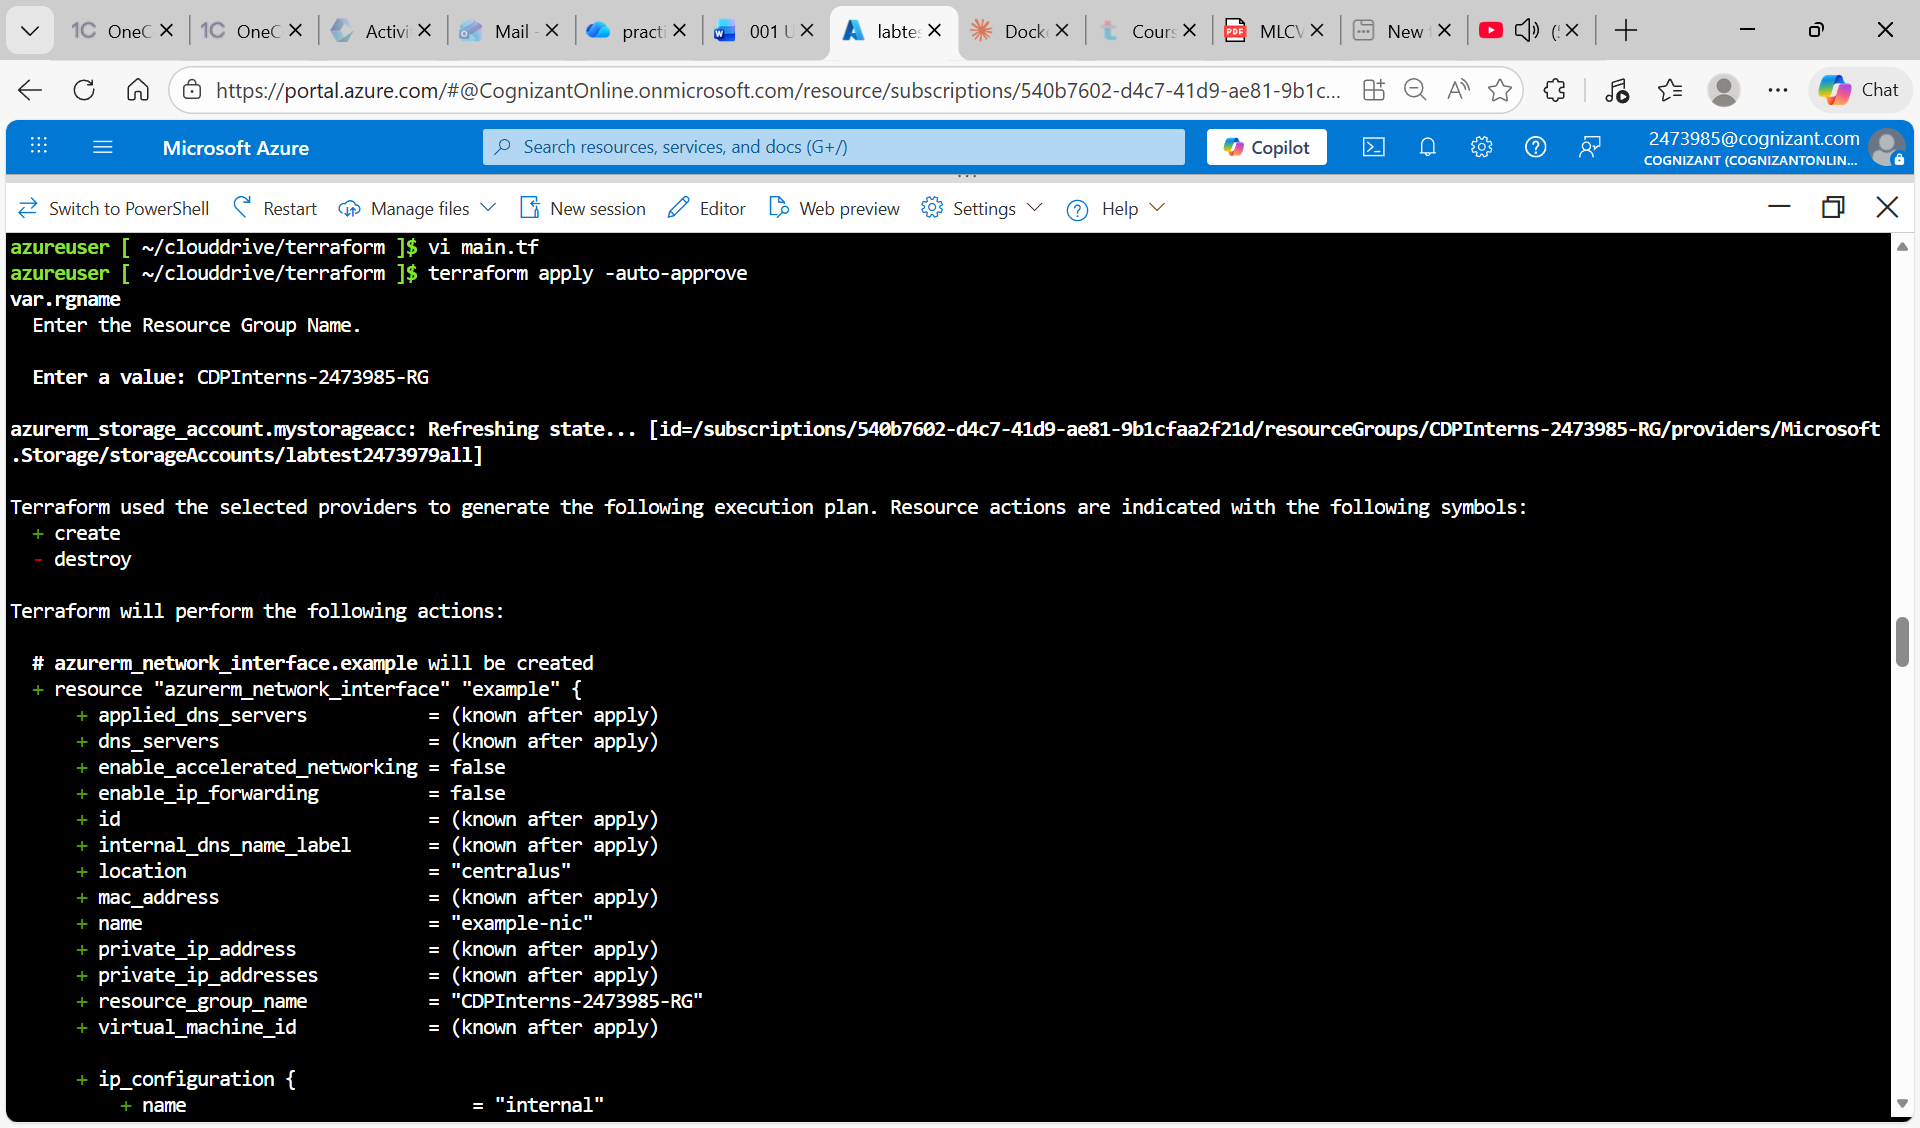 OneC
OneC
Activi
Mail -
practi
001 U
labtes
Dock
Cours
MLCV
New
https://portal.azure.com/#@CognizantOnline.onmicrosoft.com/resource/subscriptions/540b7602-d4c7-41d9-ae81-9b1c...
Chat
Microsoft Azure
Search resources, services, and docs (G+/)
Copilot
2473985@cognizant.com
COGNIZANT (COGNIZANTONLIN...
Switch to PowerShell Restart Manage files New session Editor Web preview Settings Help
azureuser [ ~/clouddrive/terraform ]$ vi main.tf
azureuser [ ~/clouddrive/terraform ]$ terraform apply -auto-approve
var.rgname
Enter the Resource Group Name.
Enter a value: CDPInterns-2473985-RG
azurerm_storage_account.mystorageacc: Refreshing state... [id=/subscriptions/540b7602-d4c7-41d9-ae81-9b1cfaa2f21d/resourceGroups/CDPInterns-2473985-RG/providers/Microsoft
.Storage/storageAccounts/labtest2473979all]
Terraform used the selected providers to generate the following execution plan. Resource actions are indicated with the following symbols:
+ create
- destroy
Terraform will perform the following actions:
# azurerm_network_interface.example will be created
+ resource "azurerm_network_interface" "example" {
+ applied_dns_servers = (known after apply)
+ dns_servers = (known after apply)
+ enable_accelerated_networking = false
+ enable_ip_forwarding = false
+ id = (known after apply)
+ internal_dns_name_label = (known after apply)
+ location = "centralus"
+ mac_address = (known after apply)
+ name = "example-nic"
+ private_ip_address = (known after apply)
+ private_ip_addresses = (known after apply)
+ resource_group_name = "CDPInterns-2473985-RG"
+ virtual_machine_id = (known after apply)
+ ip_configuration {
+ name = "internal"